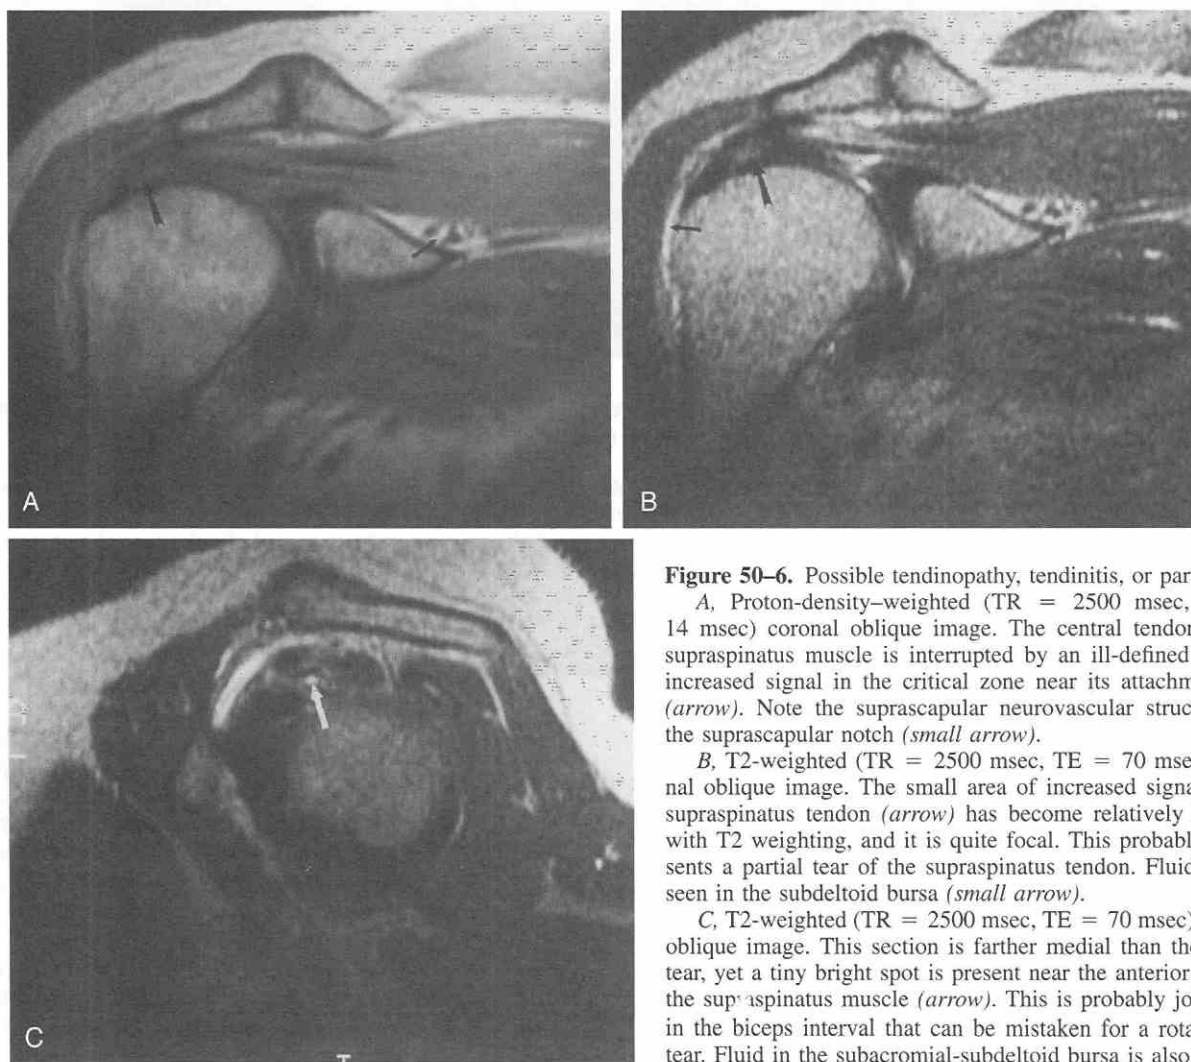 A
B
C
Figure 50–6. Possible tendinopathy, tendinitis, or par
A, Proton-density–weighted (TR = 2500 msec,
14 msec) coronal oblique image. The central tendon
supraspinatus muscle is interrupted by an ill-defined
increased signal in the critical zone near its attachm
(arrow). Note the suprascapular neurovascular struc
the suprascapular notch (small arrow).
B, T2-weighted (TR = 2500 msec, TE = 70 mse
nal oblique image. The small area of increased signa
supraspinatus tendon (arrow) has become relatively
with T2 weighting, and it is quite focal. This probabl
sents a partial tear of the supraspinatus tendon. Fluid
seen in the subdeltoid bursa (small arrow).
C, T2-weighted (TR = 2500 msec, TE = 70 msec)
oblique image. This section is farther medial than the
tear, yet a tiny bright spot is present near the anterior
the supraspinatus muscle (arrow). This is probably jo
in the biceps interval that can be mistaken for a rota
tear. Fluid in the subacromial-subdeltoid bursa is also